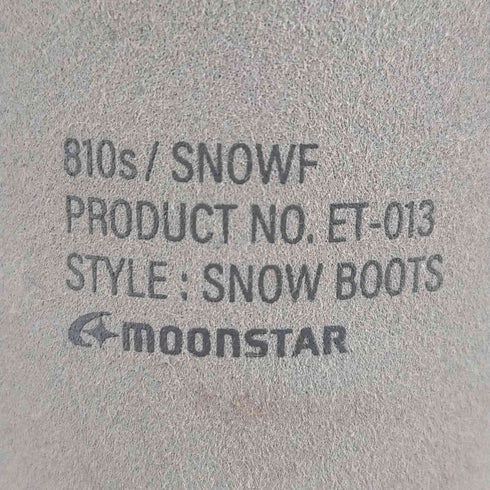 810s / SNOWF
PRODUCT NO. ET-013
STYLE : SNOW BOOTS
MOONSTAR